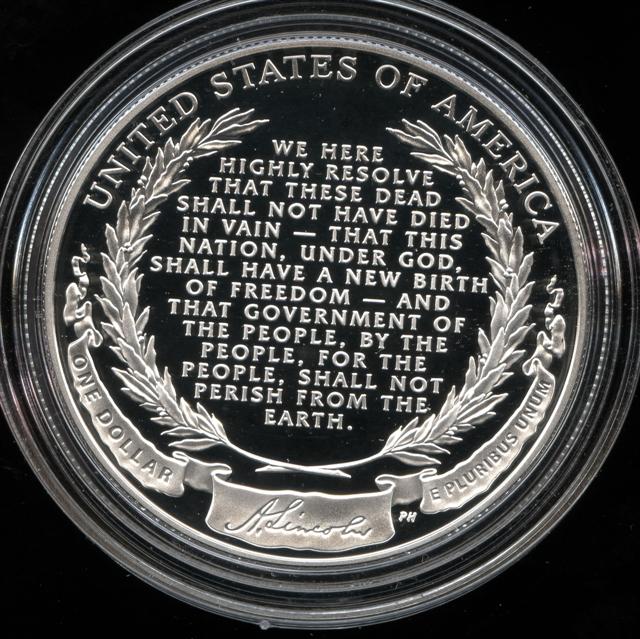 UNITED STATES OF AMERICA
WE HERE
HIGHLY RESOLVE
THAT THESE DEAD
SHALL NOT HAVE DIED
IN VAIN — THAT THIS
NATION, UNDER GOD,
SHALL HAVE A NEW BIRTH
OF FREEDOM — AND
THAT GOVERNMENT OF
THE PEOPLE, BY THE
PEOPLE, FOR THE
PEOPLE, SHALL NOT
PERISH FROM THE
EARTH.
ONE DOLLAR
A. Lincoln
PH
E PLURIBUS UNUM